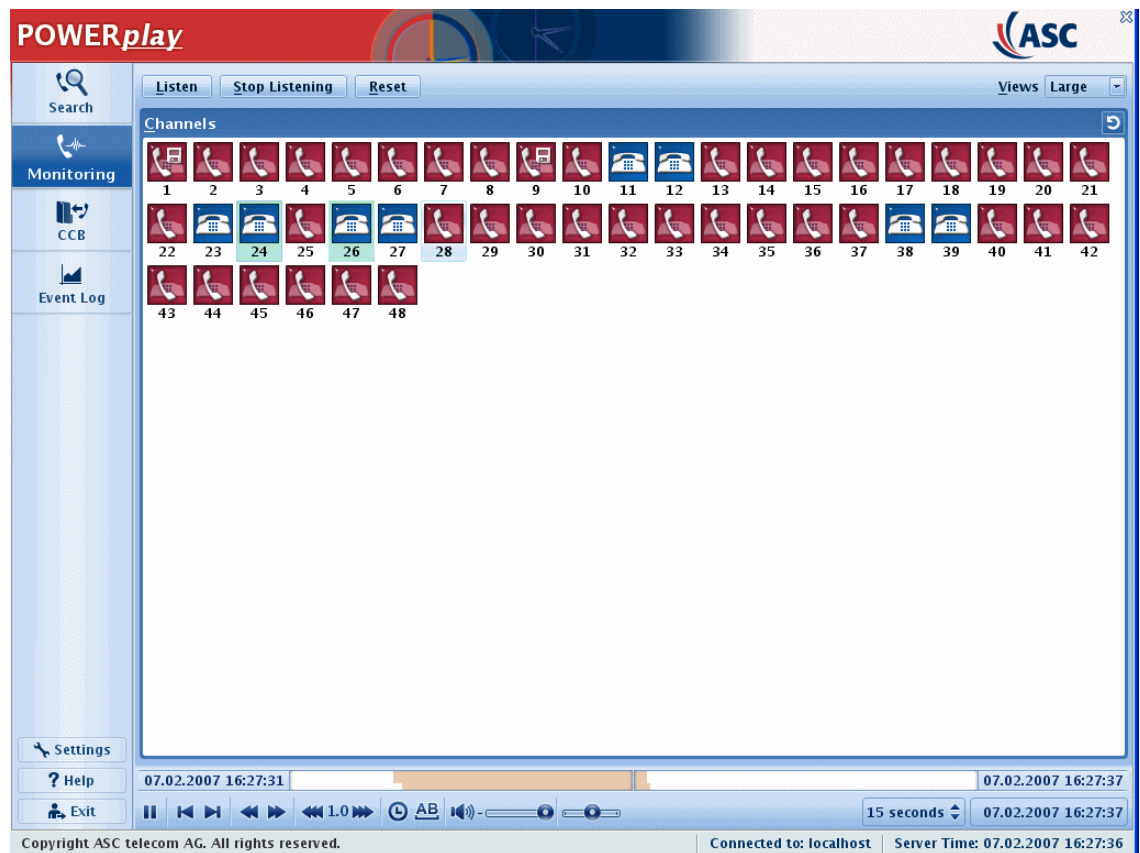 POWERplay
ASC
Search
Monitoring
CCB
Event Log
Listen Stop Listening Reset Views Large
Channels
1 2 3 4 5 6 7 8 9 10 11 12 13 14 15 16 17 18 19 20 21
22 23 24 25 26 27 28 29 30 31 32 33 34 35 36 37 38 39 40 41 42
43 44 45 46 47 48
Settings
? Help
Exit
07.02.2007 16:27:31 07.02.2007 16:27:37
1.0 AB - 15 seconds 07.02.2007 16:27:37
Copyright ASC telecom AG. All rights reserved. Connected to: localhost Server Time: 07.02.2007 16:27:36